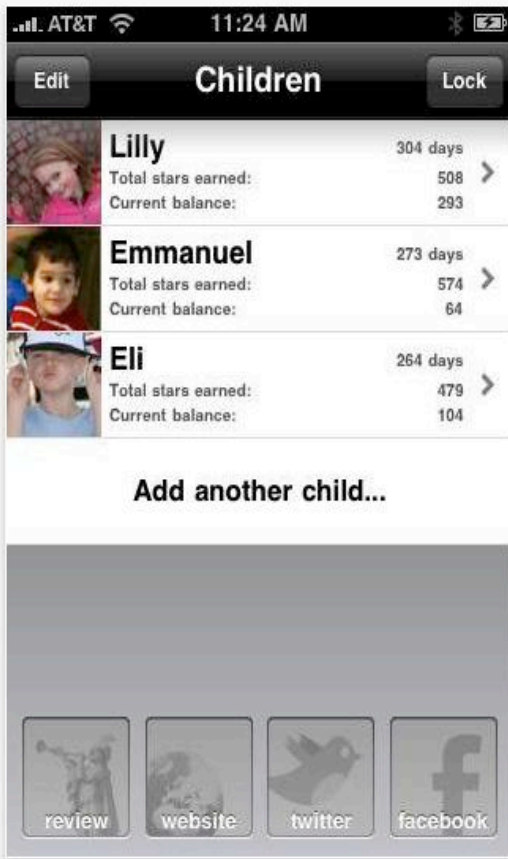 AT&T 11:24 AM
Edit Children Lock
Lilly 304 days
Total stars earned: 508
Current balance: 293
Emmanuel 273 days
Total stars earned: 574
Current balance: 64
Eli 264 days
Total stars earned: 479
Current balance: 104
Add another child...
review website twitter facebook